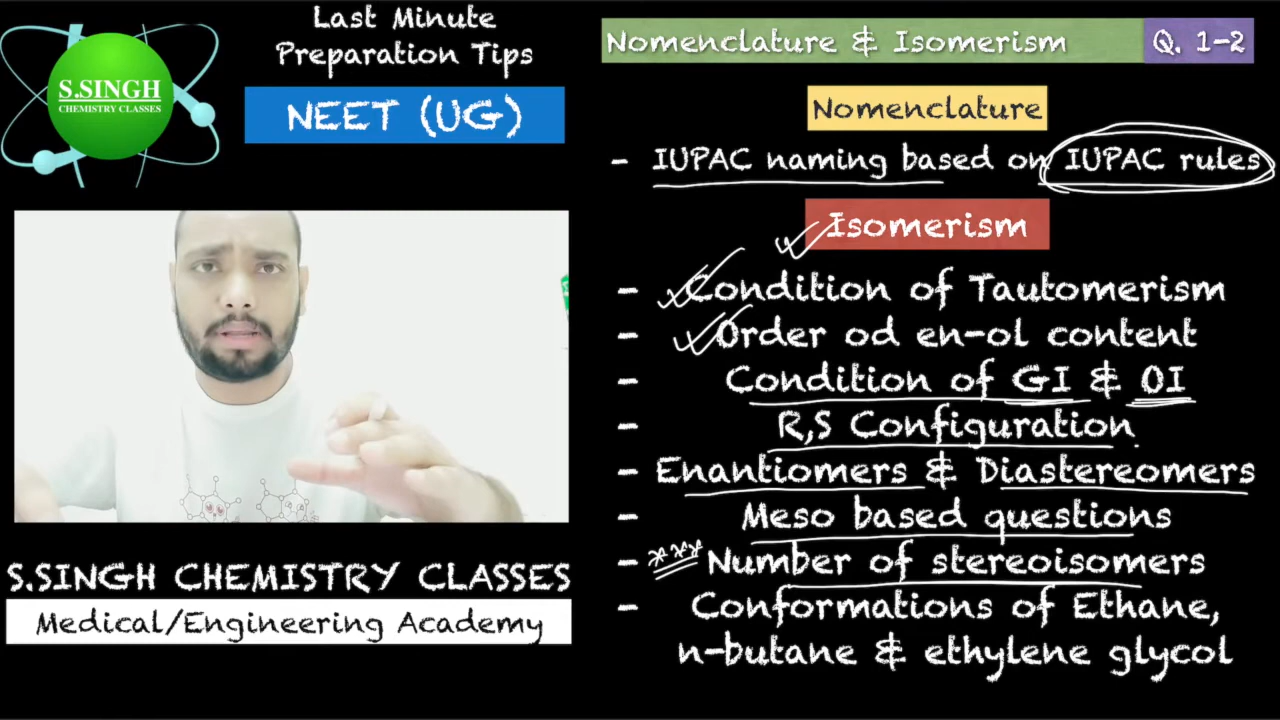 S.SINGH
CHEMISTRY CLASSES
Last Minute
Preparation Tips
NEET (UG)
S.SINGH CHEMISTRY CLASSES
Medical/Engineering Academy
Nomenclature & Isomerism
Q. 1-2
Nomenclature
- IUPAC naming based on IUPAC rules
Isomerism
- Condition of Tautomerism
- Order od en-ol content
- Condition of GI & OI
- R,S Configuration
- Enantiomers & Diastereomers
- Meso based questions
- *** Number of stereoisomers
- Conformations of Ethane,
n-butane & ethylene glycol